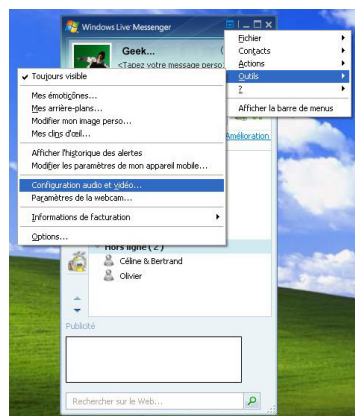 Windows Live Messenger
Geek...
<Tapez votre message perso
Fichier
Contacts
Actions
Outils
?
Afficher la barre de menus
Toujours visible
Mes émoticônes...
Mes arrière-plans...
Modifier mon image perso...
Mes clins d'œil...
Afficher l'historique des alertes
Modifier les paramètres de mon appareil mobile...
Configuration audio et vidéo...
Paramètres de la webcam...
Informations de facturation
Options...
Amélioration
Hors ligne ( 2 )
Céline & Bertrand
Olivier
Publicité
Rechercher sur le Web...